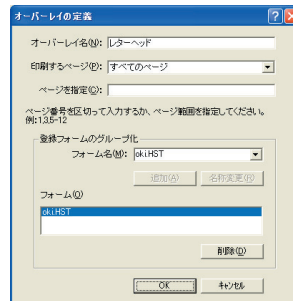 オーバーレイの定義
オーバーレイ名(N): レターヘッド
印刷するページ(P): すべてのページ
ページを指定(C):
ページ番号を区切って入力するか、ページ範囲を指定してください。
例:1,3,5-12
登録フォームのグループ化
フォーム名(M): oki.HST
追加(A) 名称変更(R)
フォーム(O)
oki.HST
削除(D)
OK キャンセル